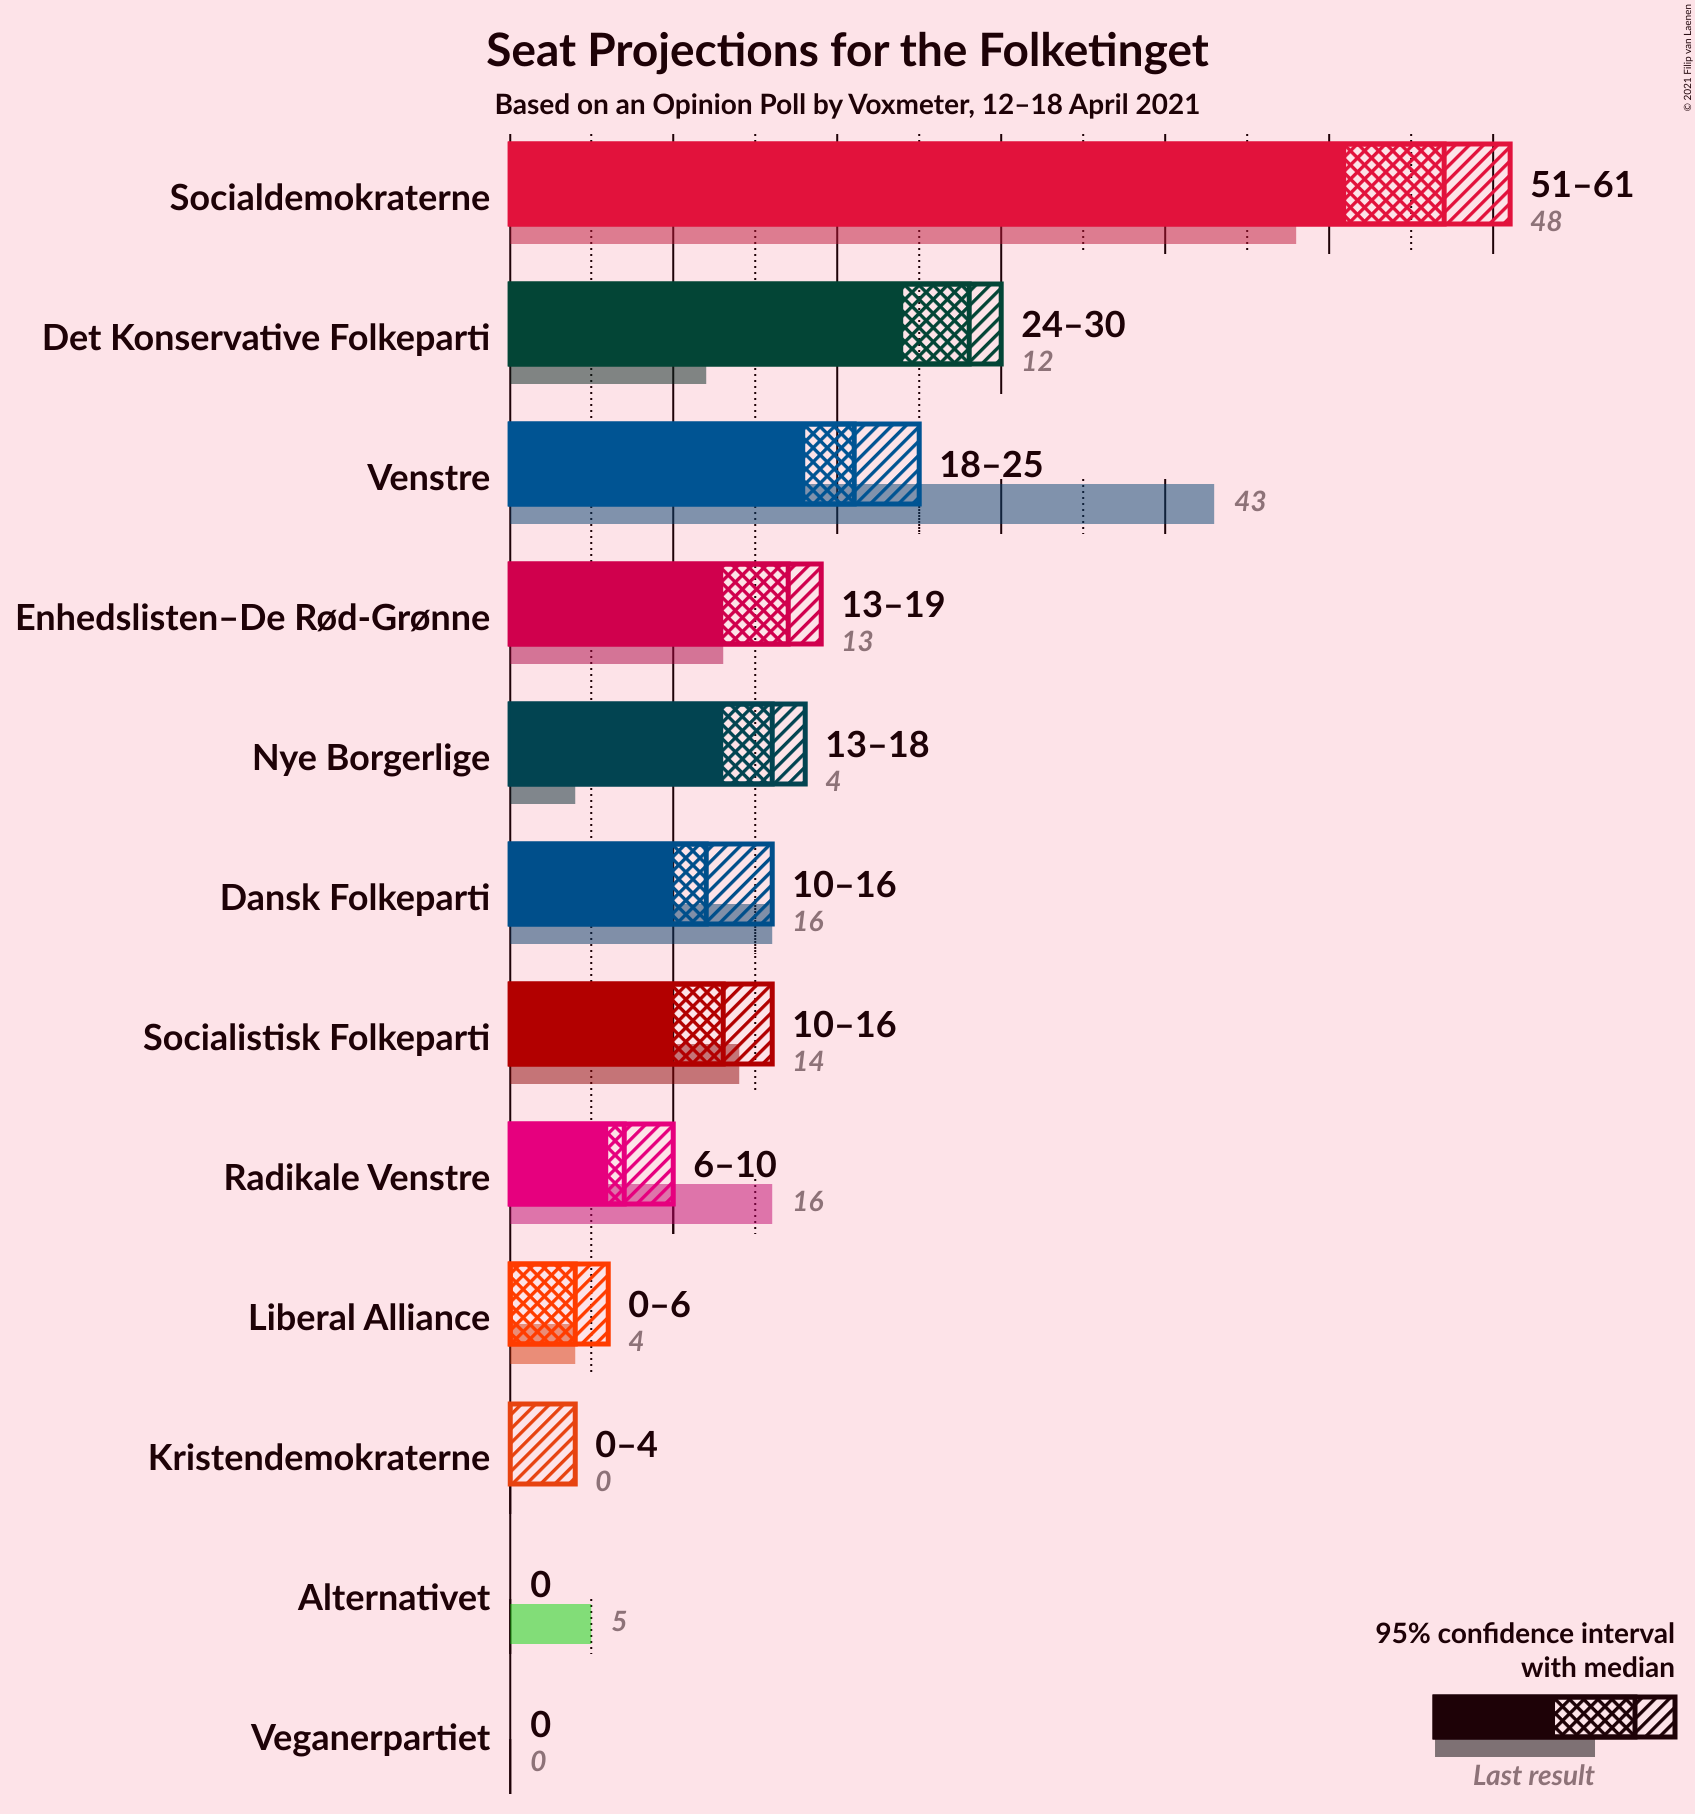 Seat Projections for the Folketinget
Based on an Opinion Poll by Voxmeter, 12–18 April 2021
© 2021 Filip van Laenen
Socialdemokraterne
51–61
48
Det Konservative Folkeparti
24–30
12
Venstre
18–25
43
Enhedslisten–De Rød-Grønne
13–19
13
Nye Borgerlige
13–18
4
Dansk Folkeparti
10–16
16
Socialistisk Folkeparti
10–16
14
Radikale Venstre
6–10
16
Liberal Alliance
0–6
4
Kristendemokraterne
0–4
0
Alternativet
0
5
Veganerpartiet
0
0
95% confidence interval
with median
Last result